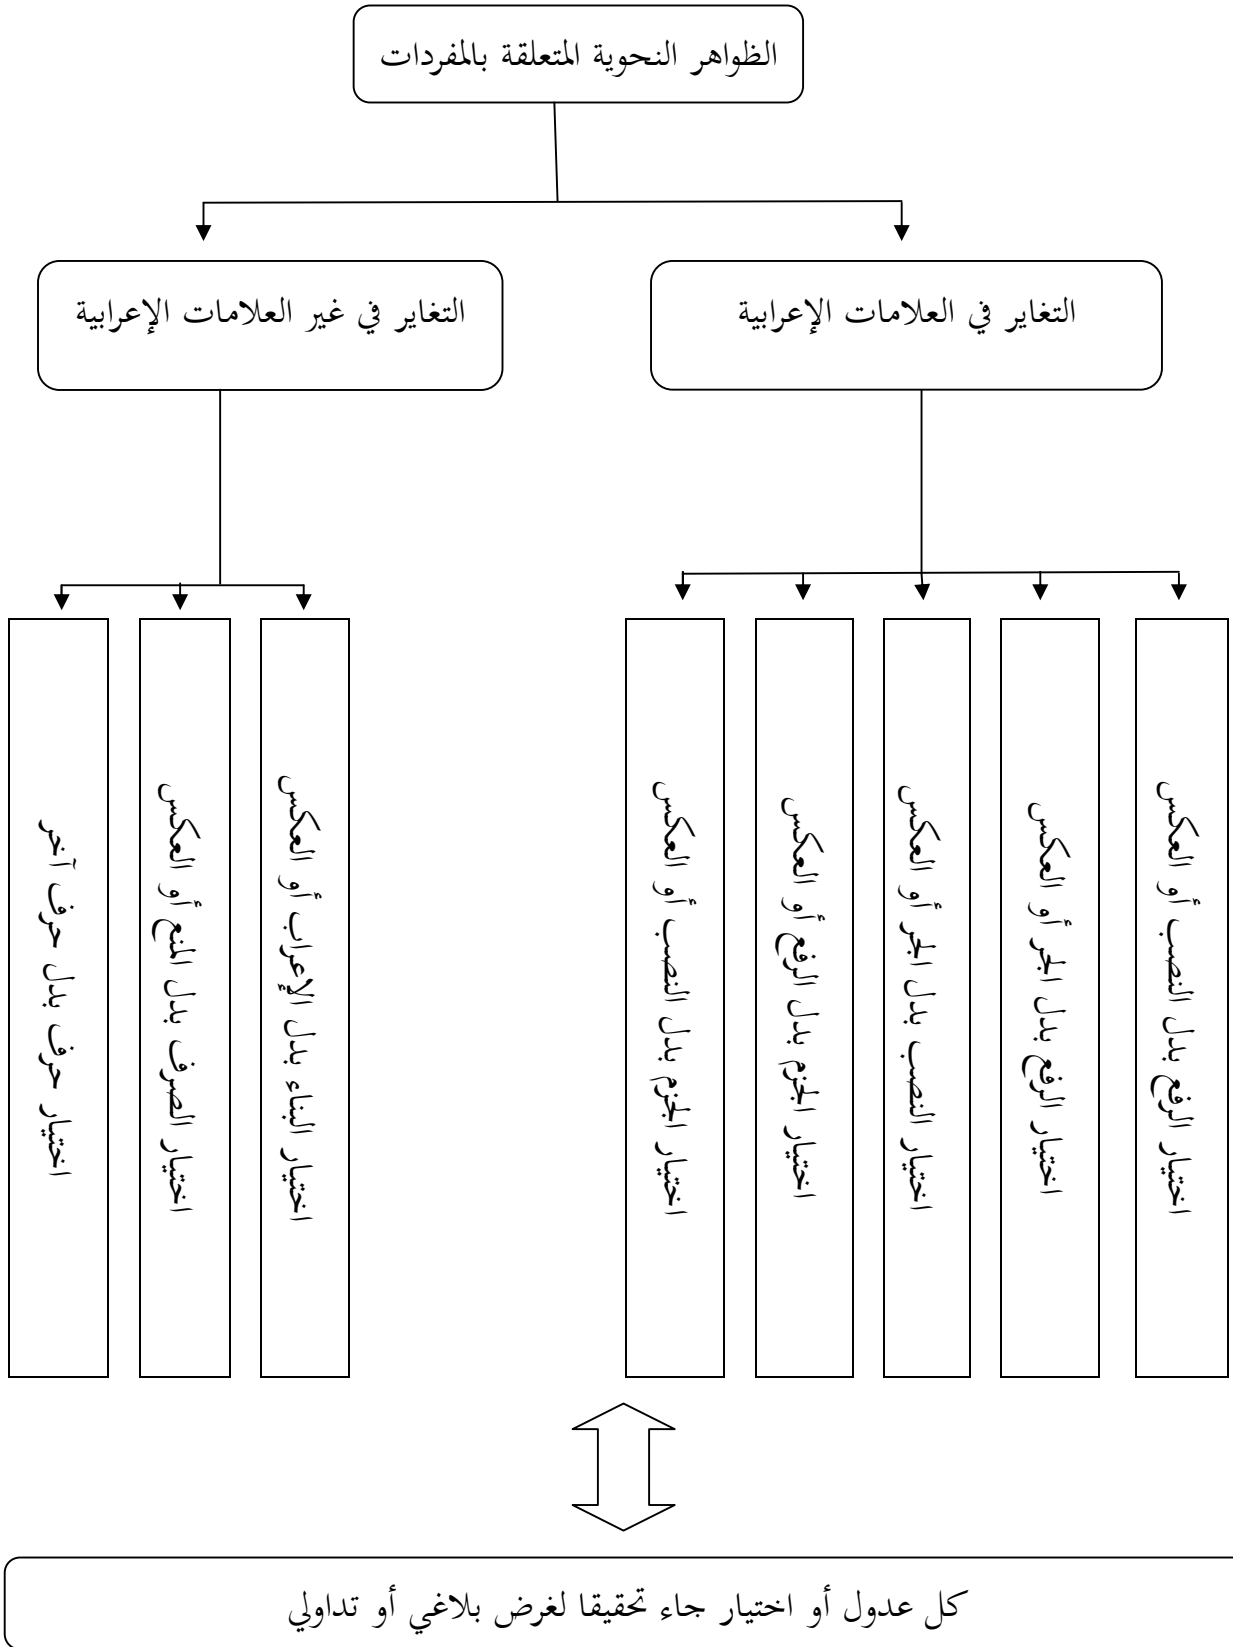 الظواهر النحوية المتعلقة بالمفردات
التغاير في العلامات الإعرابية
التغاير في غير العلامات الإعرابية
اختيار الرفع بدل النصب أو العكس
اختيار الرفع بدل الجر أو العكس
اختيار النصب بدل الجر أو العكس
اختيار الجزم بدل الرفع أو العكس
اختيار الجزم بدل النصب أو العكس
اختيار البناء بدل الإعراب أو العكس
اختيار الصرف بدل المنع أو العكس
اختيار حرف بدل حرف آخر
كل عدول أو اختيار جاء تحقيقا لغرض بلاغي أو تداولي